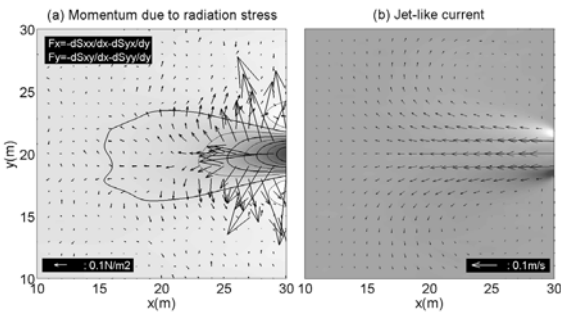 (a) Momentum due to radiation stress
(b) Jet-like current
30
25
20
15
10
y(m)
Fx=-dSxx/dx-dSyx/dy
Fy=-dSxy/dx-dSyy/dy
: 0.1N/m2
: 0.1m/s
10 15 20 25 30
10 15 20 25 30
x(m)
x(m)